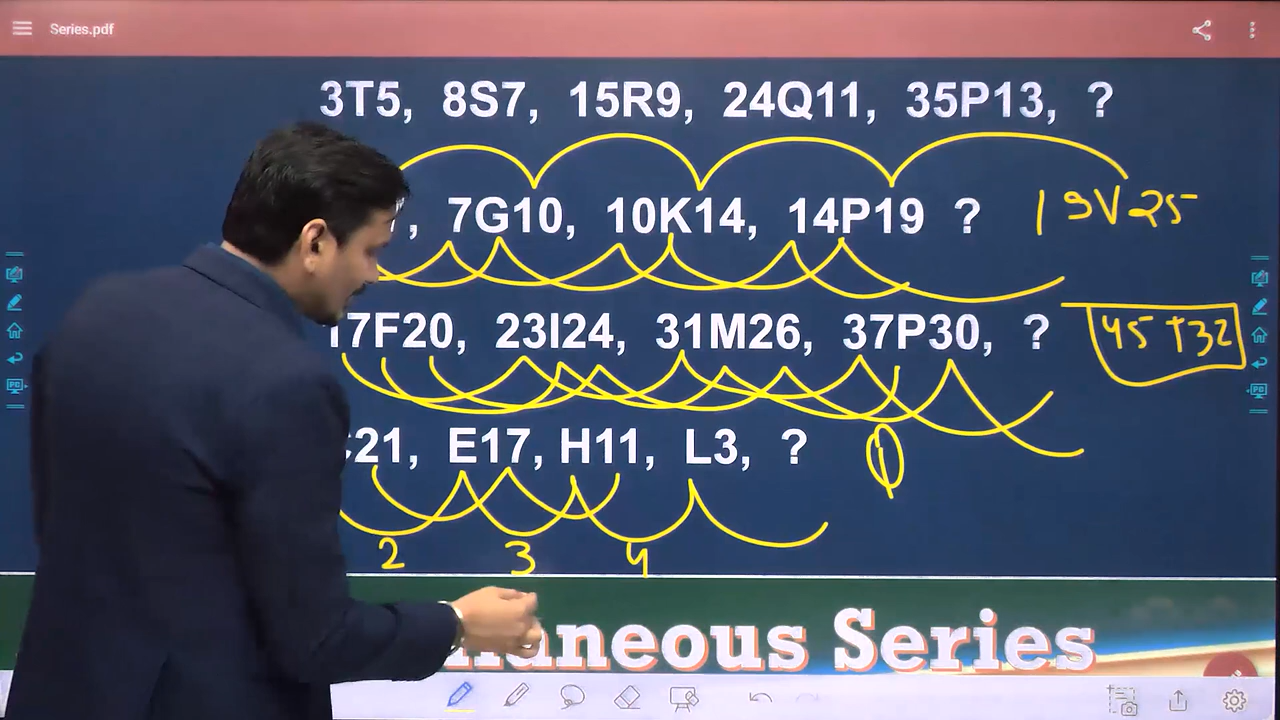 Series.pdf
3T5, 8S7, 15R9, 24Q11, 35P13, ?
7G10, 10K14, 14P19 ? 19V25
17F20, 23I24, 31M26, 37P30, ? 45T32
21, E17, H11, L3, ?
2 3 4
aneous Series